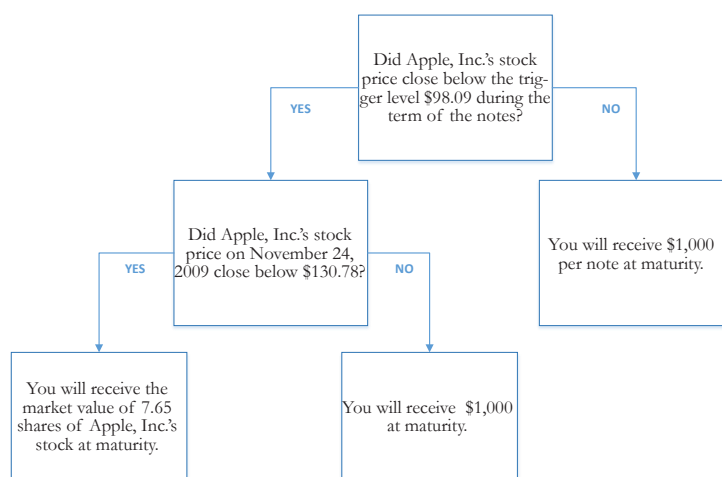 Did Apple, Inc.'s stock
price close below the trig-
ger level $98.09 during the
term of the notes?
YES
NO
Did Apple, Inc.'s stock
price on November 24,
2009 close below $130.78?
You will receive $1,000
per note at maturity.
YES
NO
You will receive the
market value of 7.65
shares of Apple, Inc.'s
stock at maturity.
You will receive $1,000
at maturity.